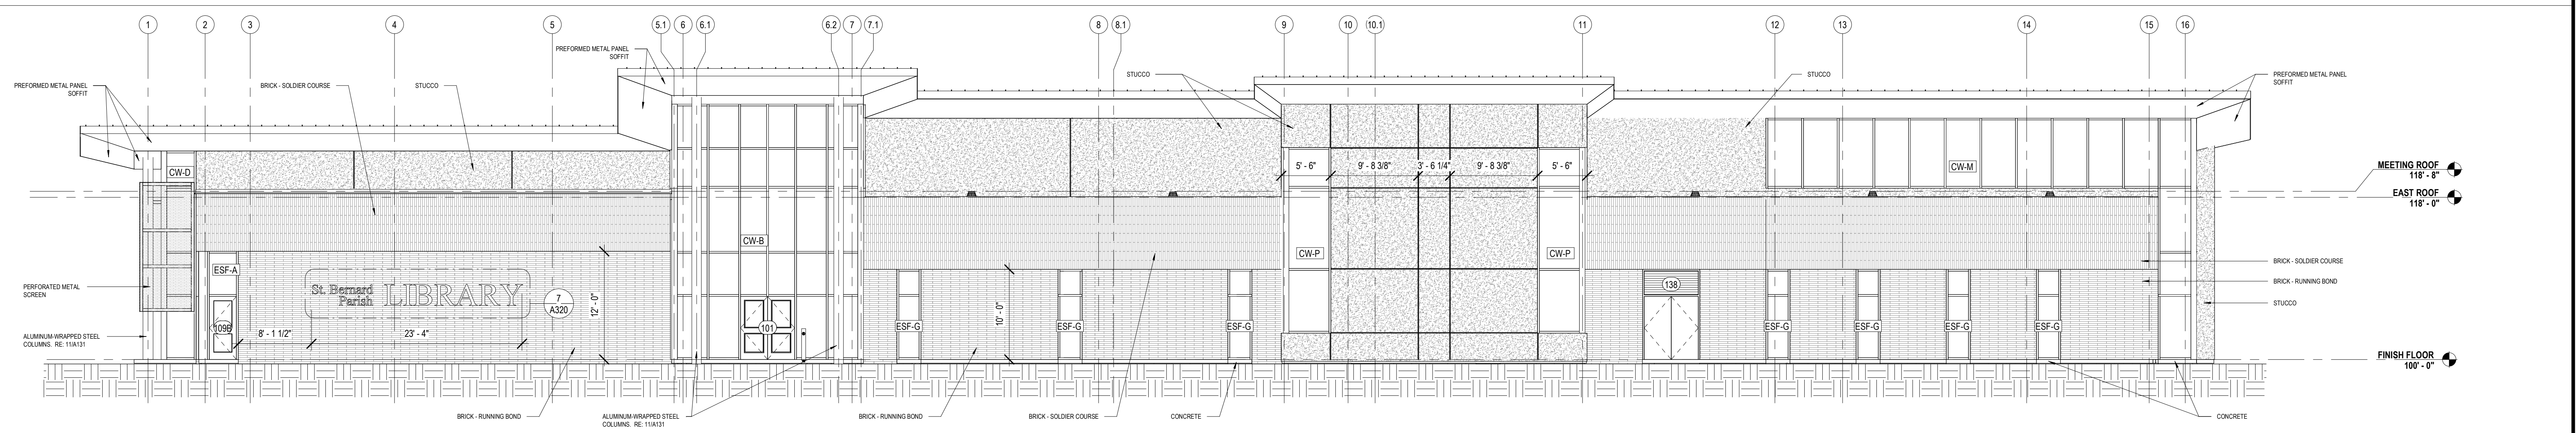 1 2 3 4 5 5.1 6 6.1 6.2 7 7.1 8 8.1 9 10 10.1 11 12 13 14 15 16
PREFORMED METAL PANEL
SOFFIT
STUCCO
STUCCO
PREFORMED METAL PANEL
SOFFIT
PREFORMED METAL PANEL
SOFFIT
BRICK - SOLDIER COURSE
STUCCO
CW-D
5' - 6"
9' - 8 3/8"
3' - 6 1/4"
9' - 8 3/8"
5' - 6"
CW-M
MEETING ROOF
118' - 8"
EAST ROOF
118' - 0"
CW-B
CW-P
CW-P
ESF-A
BRICK - SOLDIER COURSE
BRICK - RUNNING BOND
STUCCO
PERFORATED METAL
SCREEN
St. Bernard
Parish
LIBRARY
7
A320
12' - 0"
10' - 0"
138
109B
101
ESF-G
ESF-G
ESF-G
ESF-G
ESF-G
ESF-G
ESF-G
8' - 1 1/2"
23' - 4"
ALUMINUM-WRAPPED STEEL
COLUMNS. RE: 11/A131
FINISH FLOOR
100' - 0"
BRICK - RUNNING BOND
ALUMINUM-WRAPPED STEEL
COLUMNS. RE: 11/A131
BRICK - RUNNING BOND
BRICK - SOLDIER COURSE
CONCRETE
CONCRETE